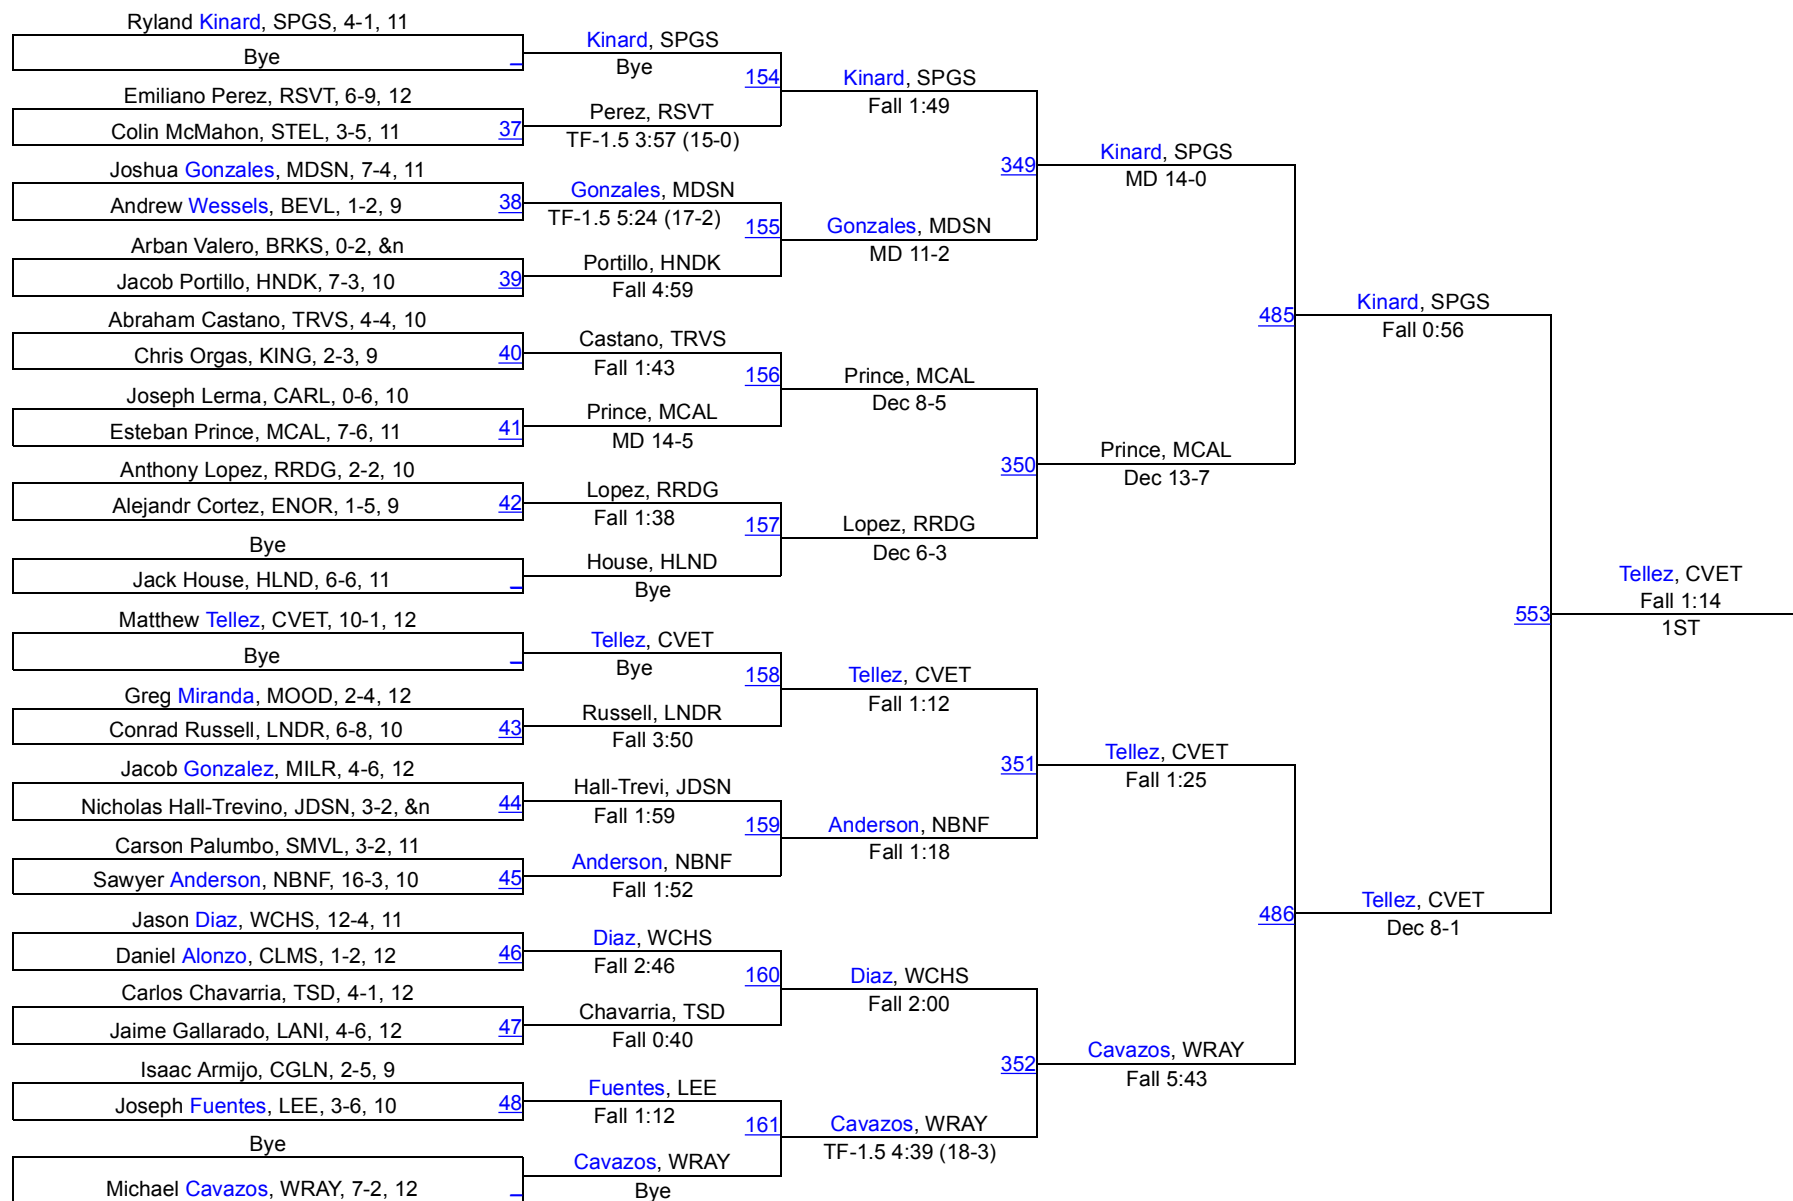 Ryland Kinard, SPGS, 4-1, 11
Bye
Emiliano Perez, RSVT, 6-9, 12
Colin McMahon, STEL, 3-5, 11
37
Joshua Gonzales, MDSN, 7-4, 11
Andrew Wessels, BEVL, 1-2, 9
38
Arban Valero, BRKS, 0-2, &n
Jacob Portillo, HNDK, 7-3, 10
39
Abraham Castano, TRVS, 4-4, 10
Chris Orgas, KING, 2-3, 9
40
Joseph Lerma, CARL, 0-6, 10
Esteban Prince, MCAL, 7-6, 11
41
Anthony Lopez, RRDG, 2-2, 10
Alejandr Cortez, ENOR, 1-5, 9
42
Bye
Jack House, HLND, 6-6, 11
Matthew Tellez, CVET, 10-1, 12
Bye
Greg Miranda, MOOD, 2-4, 12
Conrad Russell, LNDR, 6-8, 10
43
Jacob Gonzalez, MILR, 4-6, 12
Nicholas Hall-Trevino, JDSN, 3-2, &n
44
Carson Palumbo, SMVL, 3-2, 11
Sawyer Anderson, NBNF, 16-3, 10
45
Jason Diaz, WCHS, 12-4, 11
Daniel Alonzo, CLMS, 1-2, 12
46
Carlos Chavarria, TSD, 4-1, 12
Jaime Gallarado, LANI, 4-6, 12
47
Isaac Armijo, CGLN, 2-5, 9
Joseph Fuentes, LEE, 3-6, 10
48
Bye
Michael Cavazos, WRAY, 7-2, 12
Kinard, SPGS
Bye
154
Perez, RSVT
TF-1.5 3:57 (15-0)
Gonzales, MDSN
TF-1.5 5:24 (17-2)
155
Portillo, HNDK
Fall 4:59
Castano, TRVS
Fall 1:43
156
Prince, MCAL
MD 14-5
Lopez, RRDG
Fall 1:38
157
House, HLND
Bye
Tellez, CVET
Bye
158
Russell, LNDR
Fall 3:50
Hall-Trevi, JDSN
Fall 1:59
159
Anderson, NBNF
Fall 1:52
Diaz, WCHS
Fall 2:46
160
Chavarria, TSD
Fall 0:40
Fuentes, LEE
Fall 1:12
161
Cavazos, WRAY
Bye
Kinard, SPGS
Fall 1:49
349
Gonzales, MDSN
MD 11-2
Prince, MCAL
Dec 8-5
350
Lopez, RRDG
Dec 6-3
Tellez, CVET
Fall 1:12
351
Anderson, NBNF
Fall 1:18
Diaz, WCHS
Fall 2:00
352
Cavazos, WRAY
TF-1.5 4:39 (18-3)
Kinard, SPGS
MD 14-0
485
Prince, MCAL
Dec 13-7
Tellez, CVET
Fall 1:25
486
Cavazos, WRAY
Fall 5:43
Kinard, SPGS
Fall 0:56
553
Tellez, CVET
Dec 8-1
Tellez, CVET
Fall 1:14
1ST